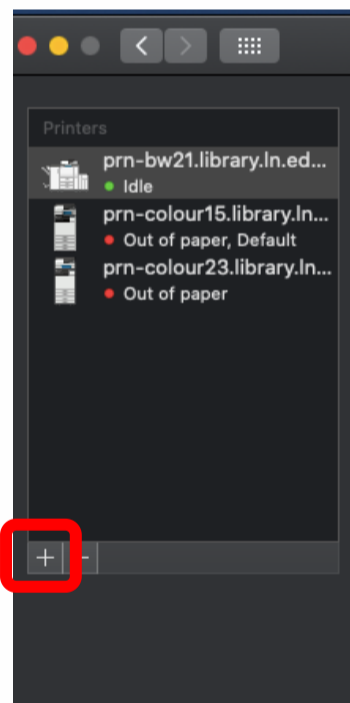 Printers
prn-bw21.library.ln.ed...
Idle
prn-colour15.library.ln...
Out of paper, Default
prn-colour23.library.ln...
Out of paper
+ -